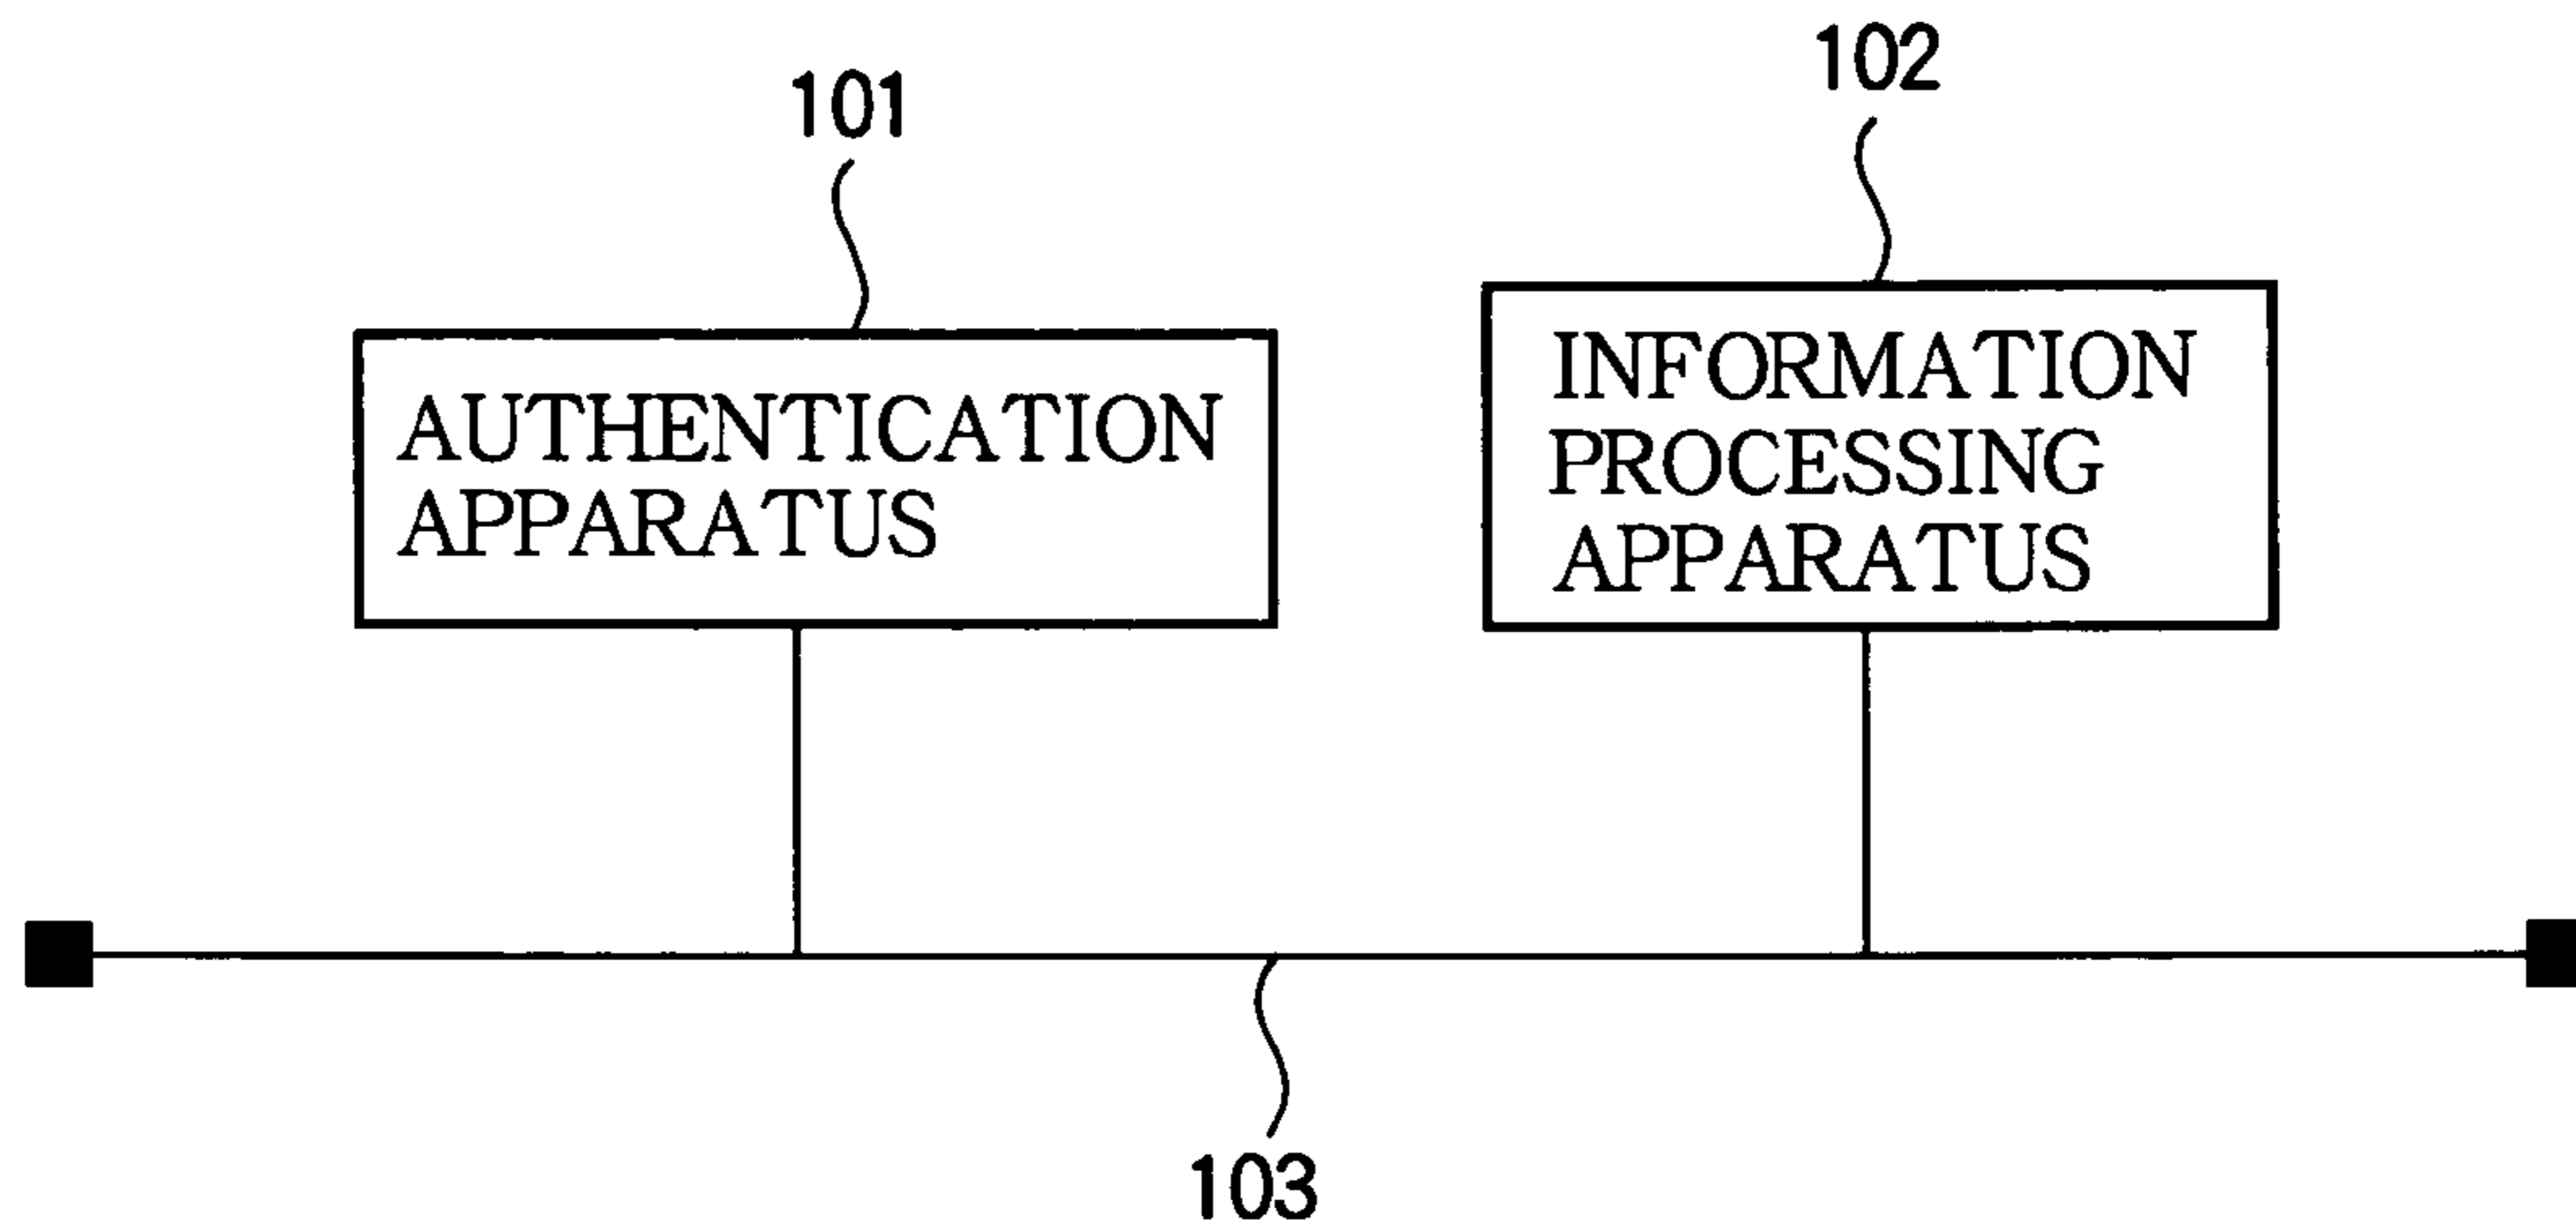 101
102
AUTHENTICATION
APPARATUS
INFORMATION
PROCESSING
APPARATUS
103